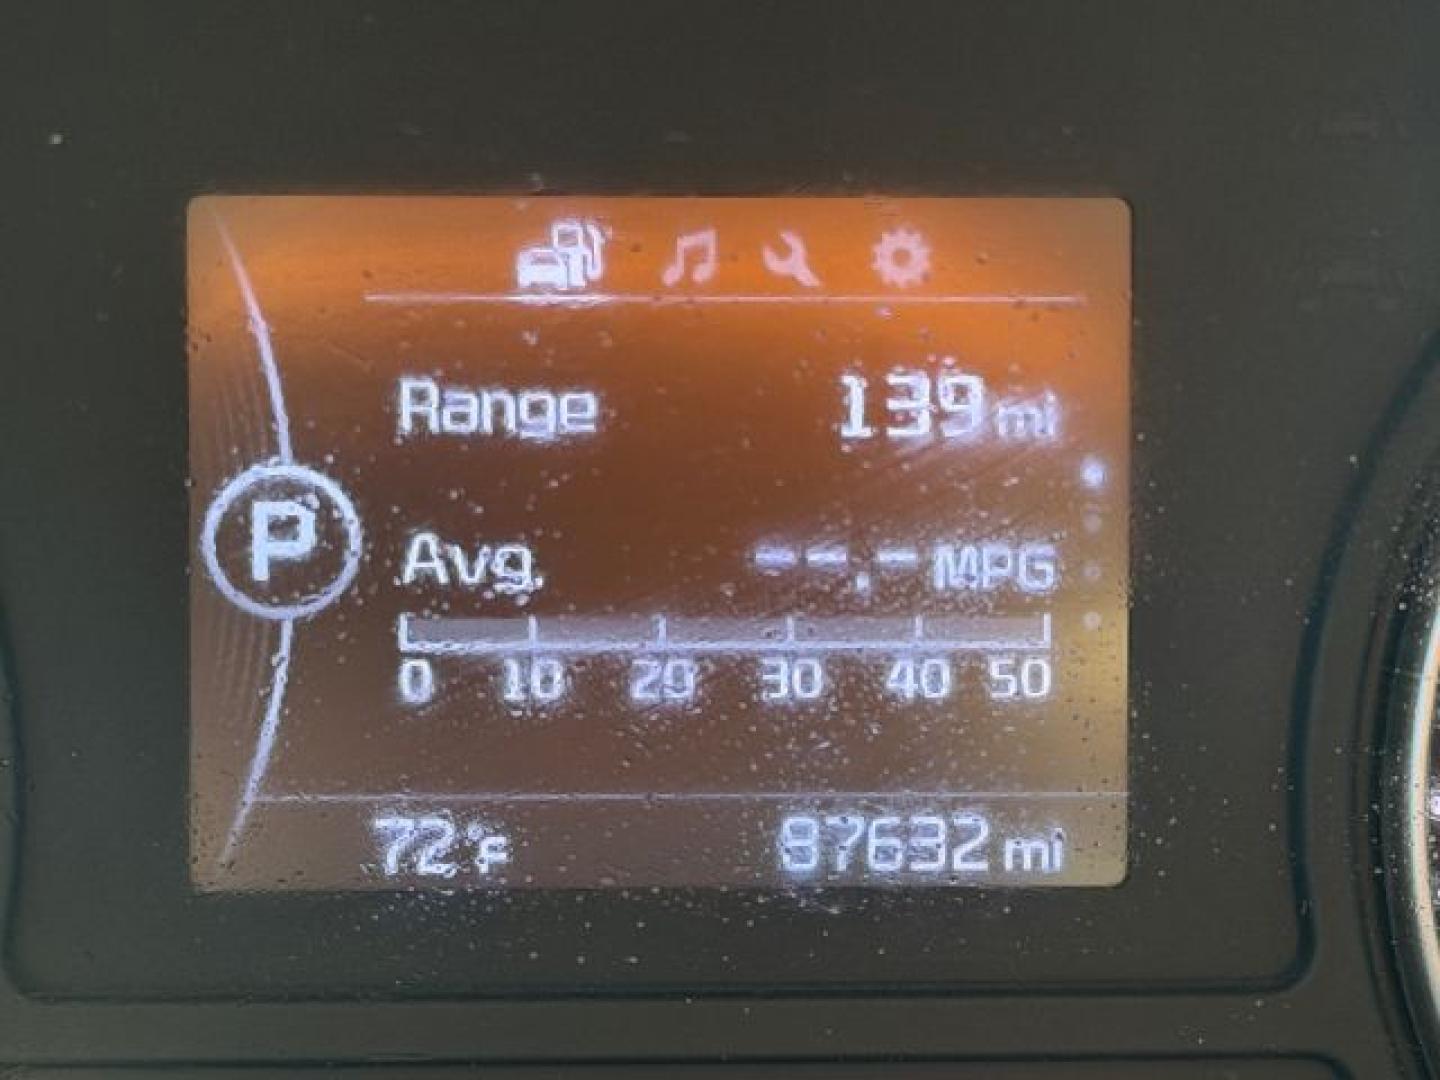 Range 139 mi
P
Avg. --.- MPG
0 10 20 30 40 50
72°F 87632 mi